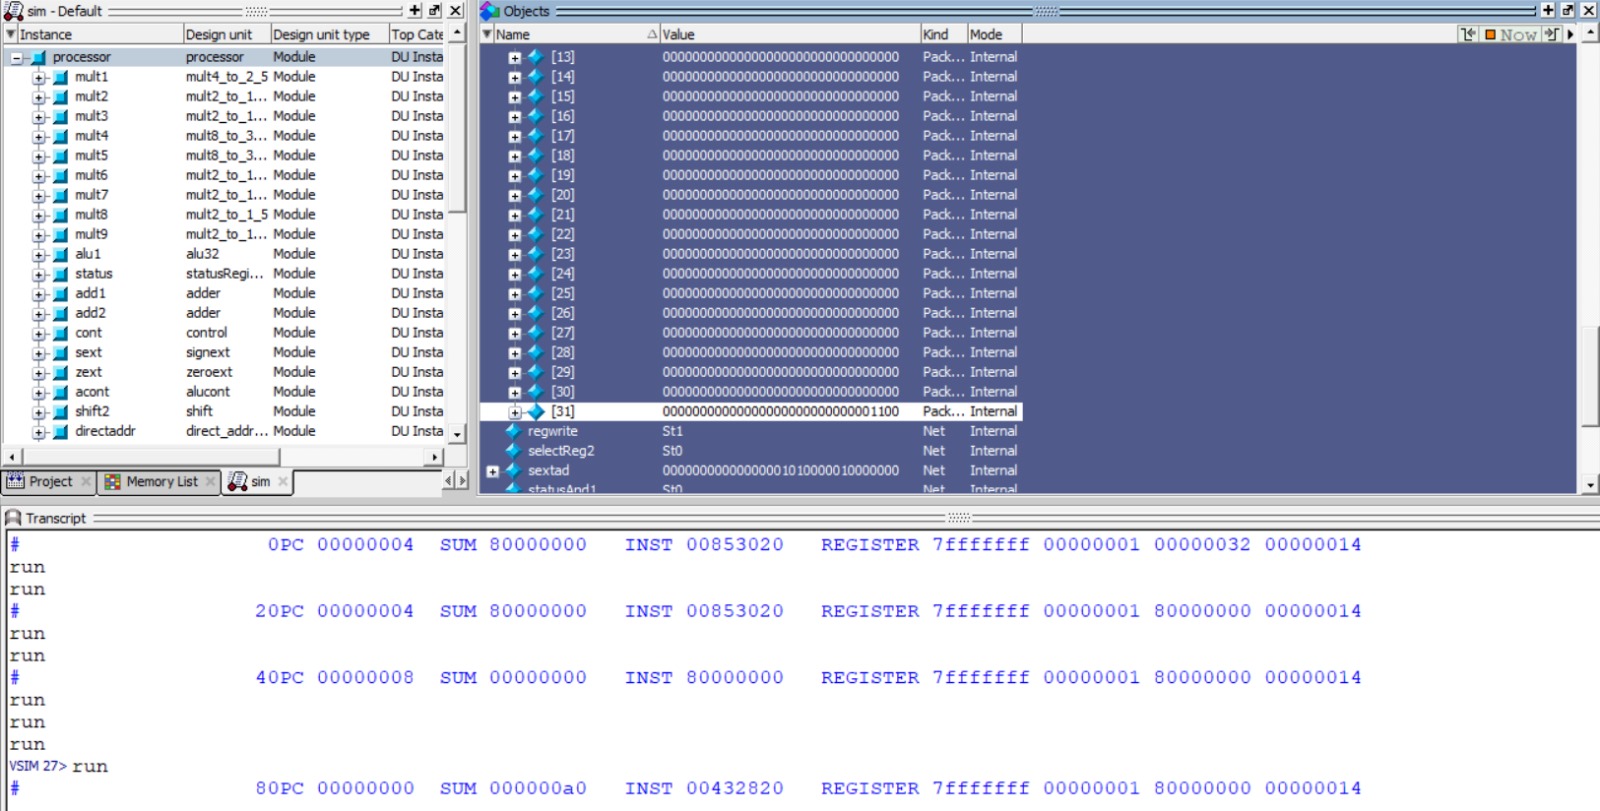 sim - Default
Instance Design unit Design unit type Top Cate
processor processor Module DU Insta
mult1 mult4_to_2_5 Module DU Insta
mult2 mult2_to_1... Module DU Insta
mult3 mult2_to_1... Module DU Insta
mult4 mult8_to_3... Module DU Insta
mult5 mult8_to_3... Module DU Insta
mult6 mult2_to_1... Module DU Insta
mult7 mult2_to_1... Module DU Insta
mult8 mult2_to_1_5 Module DU Insta
mult9 mult2_to_1... Module DU Insta
alu1 alu32 Module DU Insta
status statusRegi... Module DU Insta
add1 adder Module DU Insta
add2 adder Module DU Insta
cont control Module DU Insta
sext signext Module DU Insta
zext zeroext Module DU Insta
acont alucont Module DU Insta
shift2 shift Module DU Insta
directaddr direct_addr... Module DU Insta
Project Memory List sim
Objects
Name Value Kind Mode Now
[13] 00000000000000000000000000000000 Pack... Internal
[14] 00000000000000000000000000000000 Pack... Internal
[15] 00000000000000000000000000000000 Pack... Internal
[16] 00000000000000000000000000000000 Pack... Internal
[17] 00000000000000000000000000000000 Pack... Internal
[18] 00000000000000000000000000000000 Pack... Internal
[19] 00000000000000000000000000000000 Pack... Internal
[20] 00000000000000000000000000000000 Pack... Internal
[21] 00000000000000000000000000000000 Pack... Internal
[22] 00000000000000000000000000000000 Pack... Internal
[23] 00000000000000000000000000000000 Pack... Internal
[24] 00000000000000000000000000000000 Pack... Internal
[25] 00000000000000000000000000000000 Pack... Internal
[26] 00000000000000000000000000000000 Pack... Internal
[27] 00000000000000000000000000000000 Pack... Internal
[28] 00000000000000000000000000000000 Pack... Internal
[29] 00000000000000000000000000000000 Pack... Internal
[30] 00000000000000000000000000000000 Pack... Internal
[31] 00000000000000000000000000001100 Pack... Internal
regwrite St1 Net Internal
selectReg2 St0 Net Internal
sextad 00000000000000010100000010000000 Net Internal
statusAnd1 St0 Net Internal
Transcript
# 0PC 00000004 SUM 80000000 INST 00853020 REGISTER 7fffffff 00000001 00000032 00000014
run
run
# 20PC 00000004 SUM 80000000 INST 00853020 REGISTER 7fffffff 00000001 80000000 00000014
run
run
# 40PC 00000008 SUM 00000000 INST 80000000 REGISTER 7fffffff 00000001 80000000 00000014
run
run
run
VSIM 27> run
# 80PC 00000000 SUM 000000a0 INST 00432820 REGISTER 7fffffff 00000001 80000000 00000014